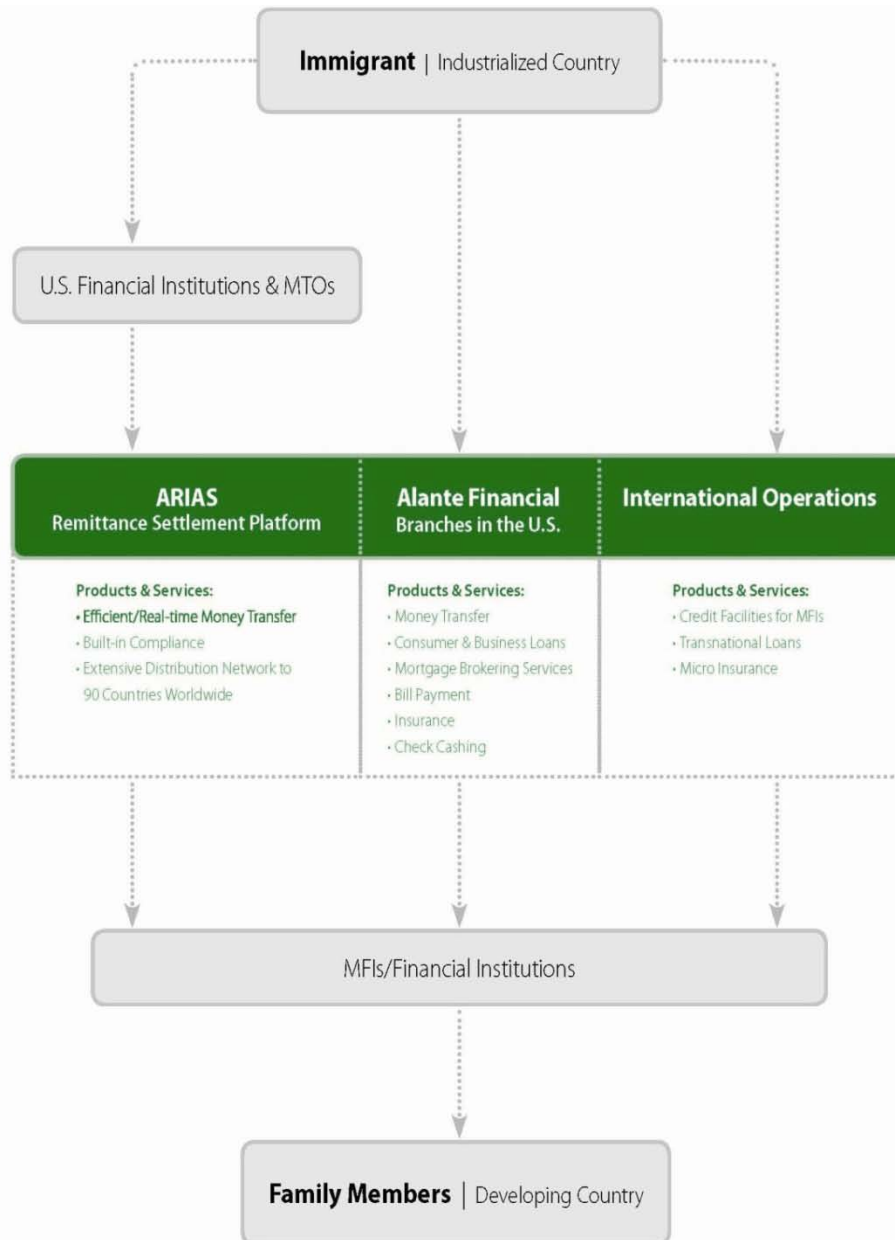 Immigrant | Industrialized Country
U.S. Financial Institutions & MTOs
ARIAS
Remittance Settlement Platform
Products & Services:
• Efficient/Real-time Money Transfer
• Built-in Compliance
• Extensive Distribution Network to
90 Countries Worldwide
Alante Financial
Branches in the U.S.
Products & Services:
• Money Transfer
• Consumer & Business Loans
• Mortgage Brokering Services
• Bill Payment
• Insurance
• Check Cashing
International Operations
Products & Services:
• Credit Facilities for MFIs
• Transnational Loans
• Micro Insurance
MFIs/Financial Institutions
Family Members | Developing Country